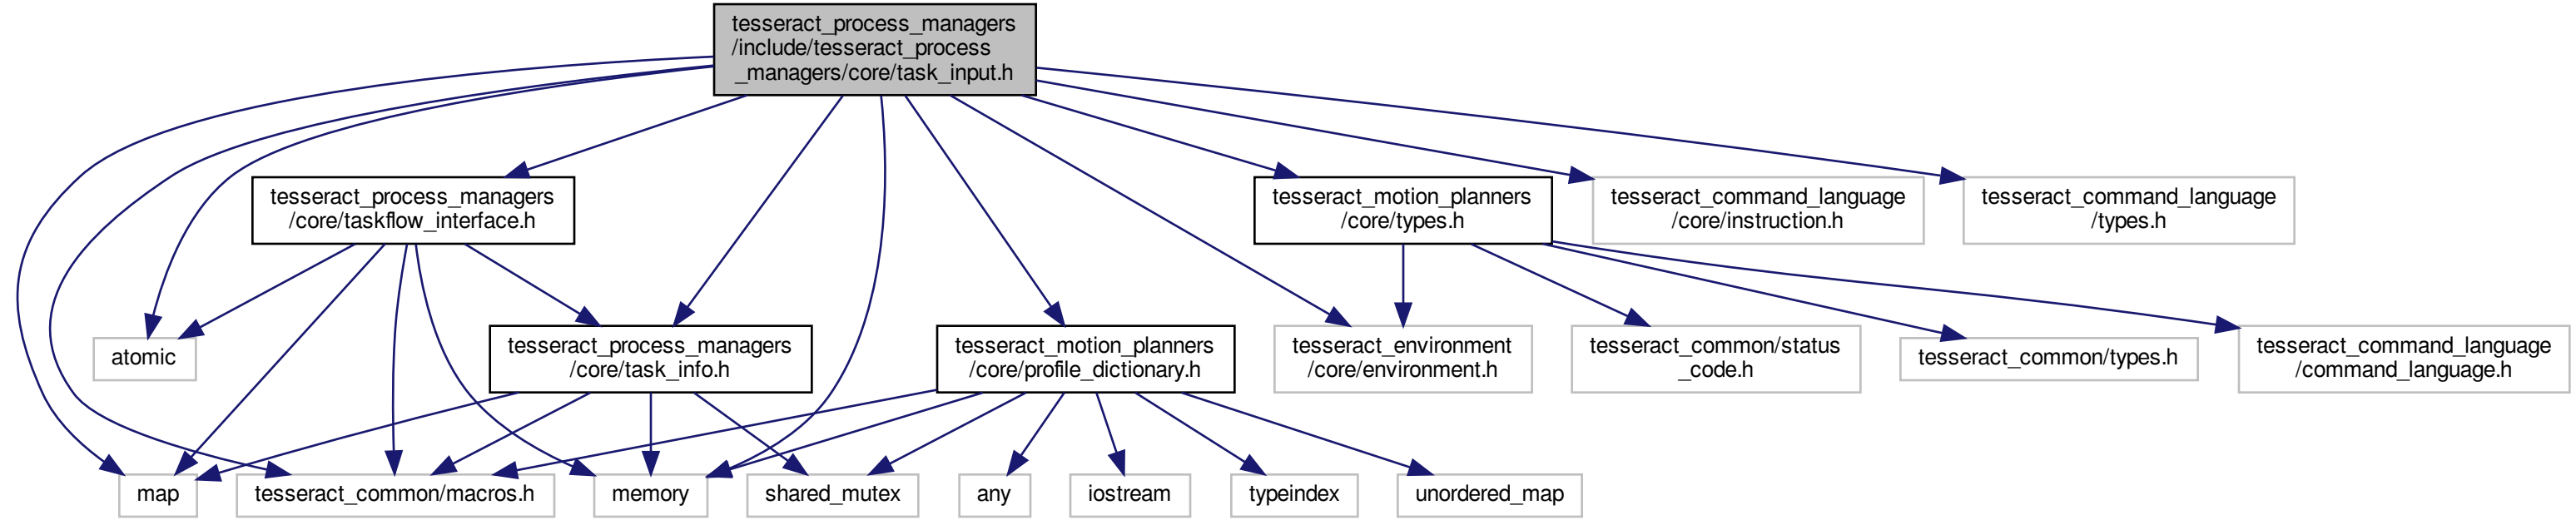 tesseract_process_managers
/include/tesseract_process
_managers/core/task_input.h
tesseract_process_managers
/core/taskflow_interface.h
tesseract_motion_planners
/core/types.h
tesseract_command_language
/core/instruction.h
tesseract_command_language
/types.h
atomic
tesseract_process_managers
/core/task_info.h
tesseract_motion_planners
/core/profile_dictionary.h
tesseract_environment
/core/environment.h
tesseract_common/status
_code.h
tesseract_common/types.h
tesseract_command_language
/command_language.h
map
tesseract_common/macros.h
memory
shared_mutex
any
iostream
typeindex
unordered_map